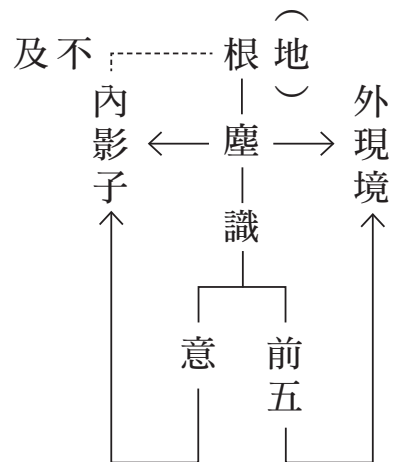 （地）
根
不及
外現境
塵
內影子
識
前五
意